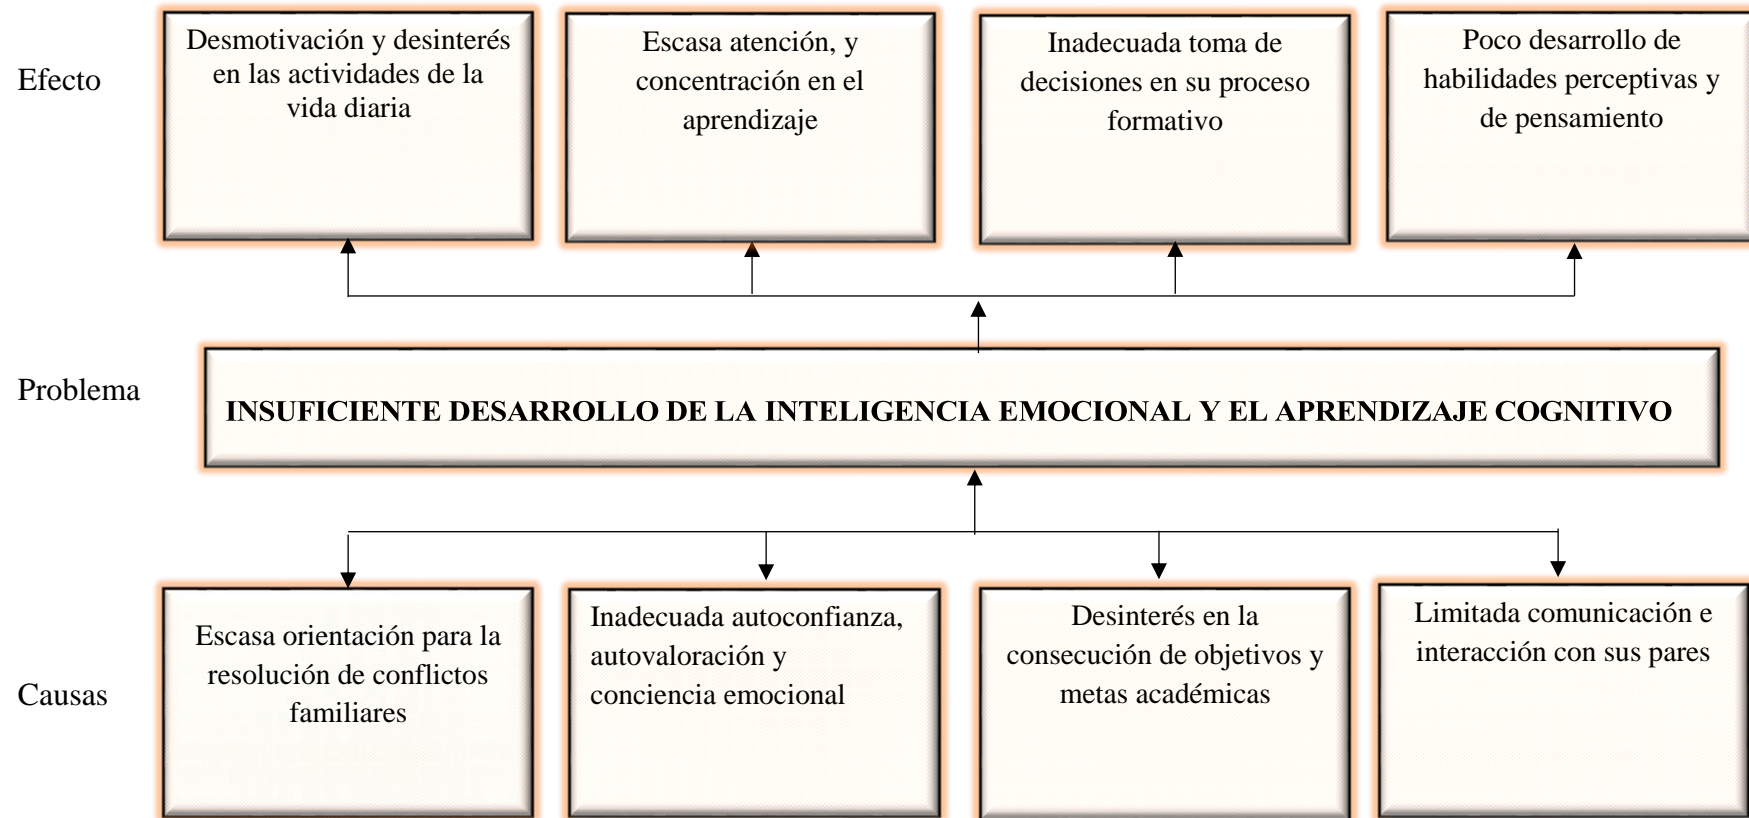 Efecto
Desmotivación y desinterés
en las actividades de la
vida diaria
Escasa atención, y
concentración en el
aprendizaje
Inadecuada toma de
decisiones en su proceso
formativo
Poco desarrollo de
habilidades perceptivas y
de pensamiento
Problema
INSUFICIENTE DESARROLLO DE LA INTELIGENCIA EMOCIONAL Y EL APRENDIZAJE COGNITIVO
Causas
Escasa orientación para la
resolución de conflictos
familiares
Inadecuada autoconfianza,
autovaloración y
conciencia emocional
Desinterés en la
consecución de objetivos y
metas académicas
Limitada comunicación e
interacción con sus pares